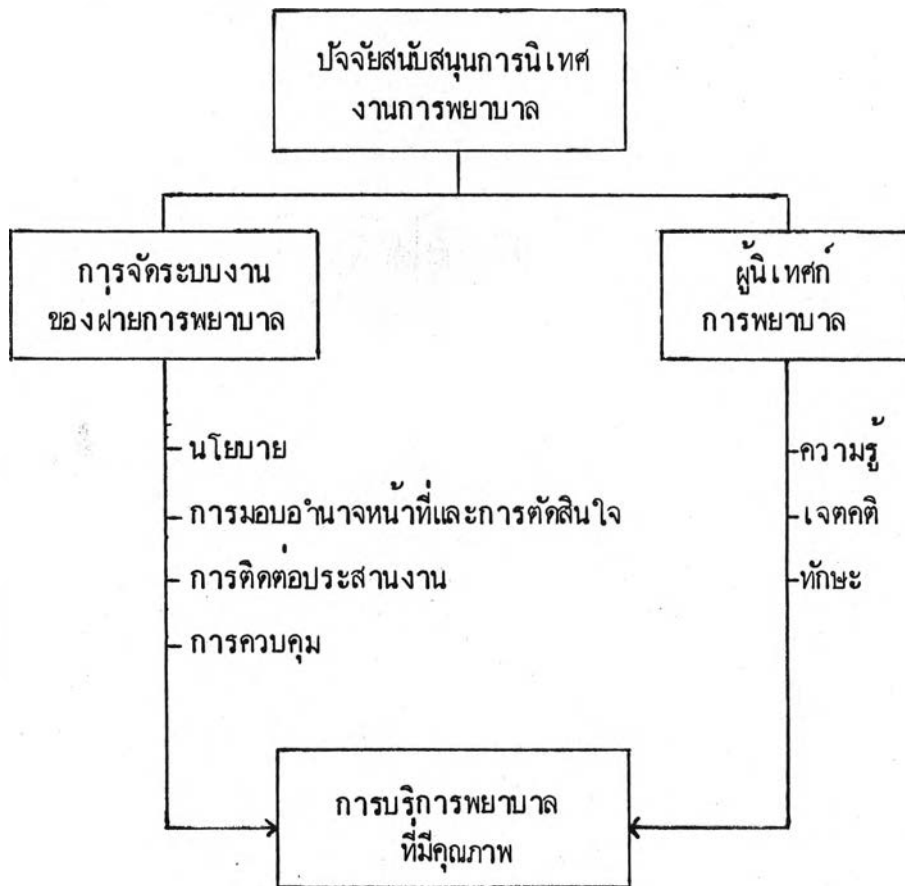 ปัจจัยสนับสนุนการนิเทศ
งานการพยาบาล
การจัดระบบงาน
ของฝ่ายการพยาบาล
ผู้นิเทศก์
การพยาบาล
นโยบาย
การมอบอำนาจหน้าที่และการตัดสินใจ
การติดต่อประสานงาน
การควบคุม
ความรู้
เจตคติ
ทักษะ
การบริการพยาบาล
ที่มีคุณภาพ